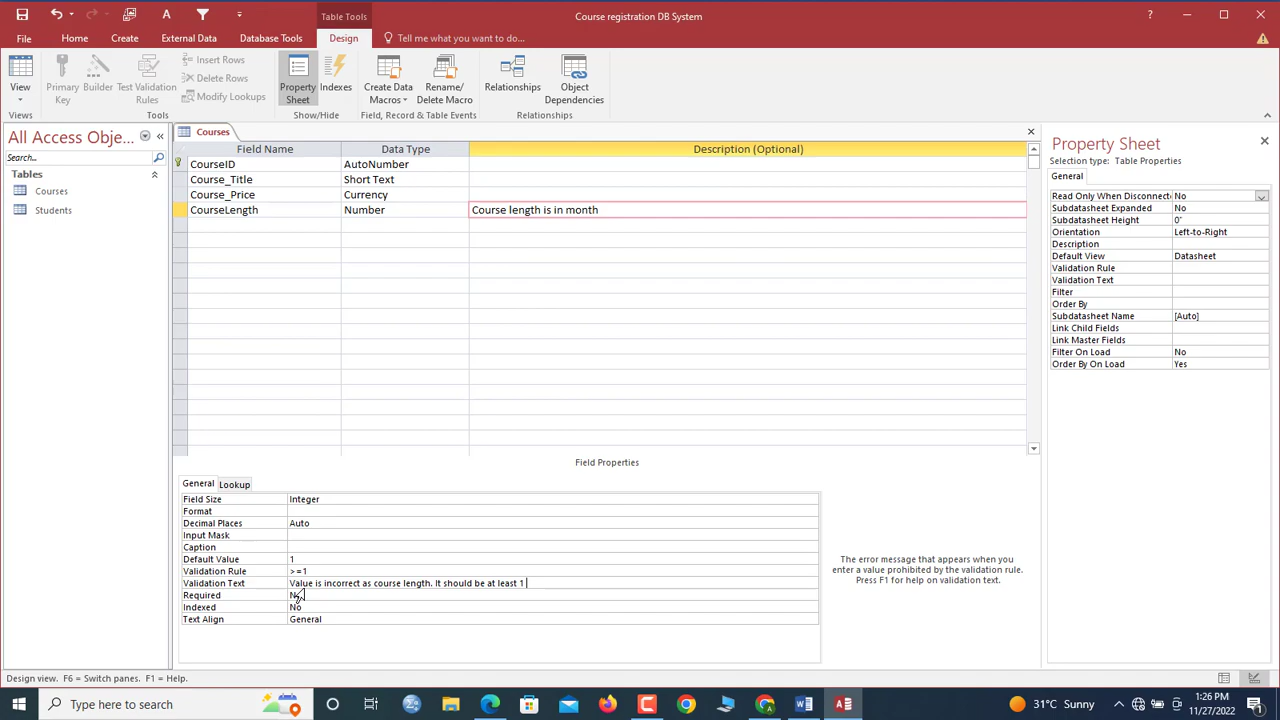 Table Tools
Course registration DB System
?
File
Home
Create
External Data
Database Tools
Design
Tell me what you want to do...
View
Primary Key
Builder
Test Validation Rules
Insert Rows
Delete Rows
Modify Lookups
Property Sheet
Indexes
Create Data Macros
Rename/ Delete Macro
Relationships
Object Dependencies
Views
Tools
Show/Hide
Field, Record & Table Events
Relationships
All Access Obje...
Search...
Tables
Courses
Students
Courses
Field Name Data Type Description (Optional)
CourseID AutoNumber
Course_Title Short Text
Course_Price Currency
CourseLength Number Course length is in month
Field Properties
General Lookup
Field Size Integer
Format
Decimal Places Auto
Input Mask
Caption
Default Value 1
Validation Rule >=1
Validation Text Value is incorrect as course length. It should be at least 1
Required No
Indexed No
Text Align General
The error message that appears when you
enter a value prohibited by the validation rule.
Press F1 for help on validation text.
Property Sheet
Selection type: Table Properties
General
Read Only When Disconnect No
Subdatasheet Expanded No
Subdatasheet Height 0"
Orientation Left-to-Right
Description
Default View Datasheet
Validation Rule
Validation Text
Filter
Order By
Subdatasheet Name [Auto]
Link Child Fields
Link Master Fields
Filter On Load No
Order By On Load Yes
Design view. F6 = Switch panes. F1 = Help.
Type here to search
31°C Sunny
1:26 PM
11/27/2022